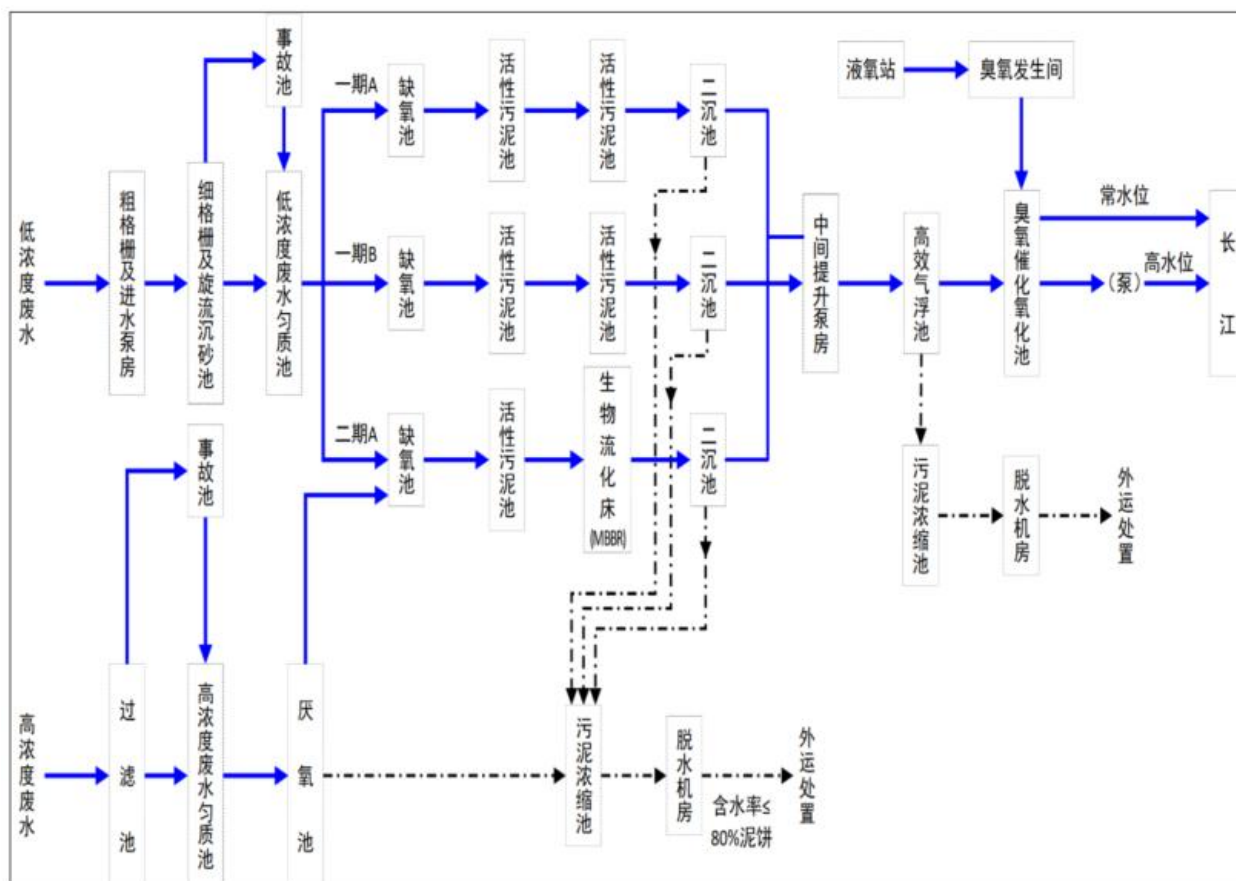 液氧站
臭氧发生间
事故池
一期A
缺氧池
活性污泥池
活性污泥池
二沉池
低浓度废水
粗格栅及进水泵房
细格栅及旋流沉砂池
低浓度废水匀质池
一期B
缺氧池
活性污泥池
活性污泥池
二沉池
中间提升泵房
高效气浮池
臭氧催化氧化池
常水位
（泵）
高水位
长江
事故池
二期A
缺氧池
活性污泥池
生物流化床
(MBBR)
二沉池
污泥浓缩池
脱水机房
外运处置
高浓度废水
过滤池
高浓度废水匀质池
厌氧池
污泥浓缩池
脱水机房
含水率≤
80%泥饼
外运处置